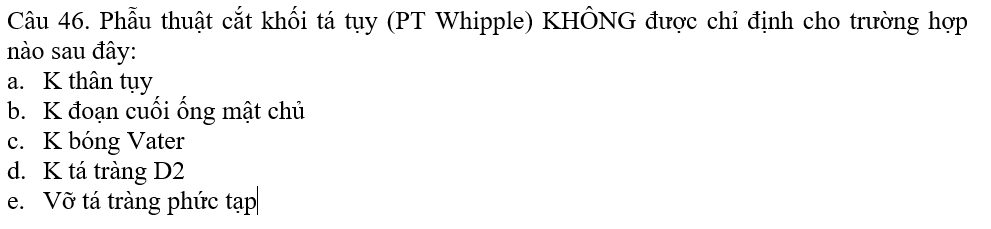 Câu 46. Phẫu thuật cắt khối tá tụy (PT Whipple) KHÔNG được chỉ định cho trường hợp
nào sau đây:
a. K thân tụy
b. K đoạn cuối ống mật chủ
c. K bóng Vater
d. K tá tràng D2
e. Vỡ tá tràng phức tạp